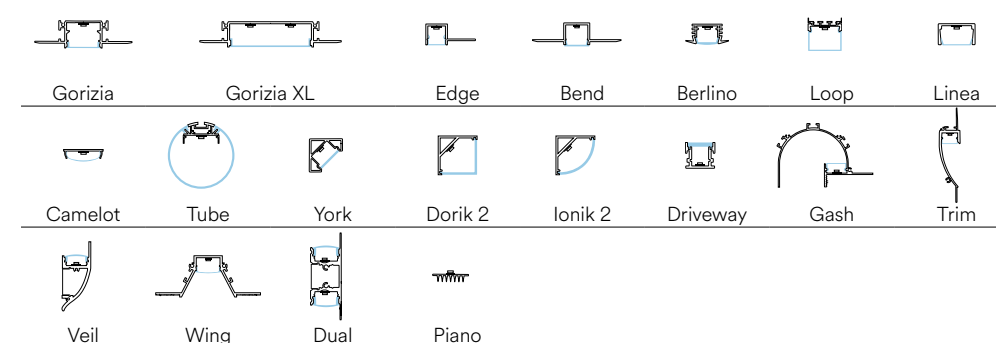 Gorizia Gorizia XL Edge Bend Berlino Loop Linea
Camelot Tube York Dorik 2 Ionik 2 Driveway Gash Trim
Veil Wing Dual Piano